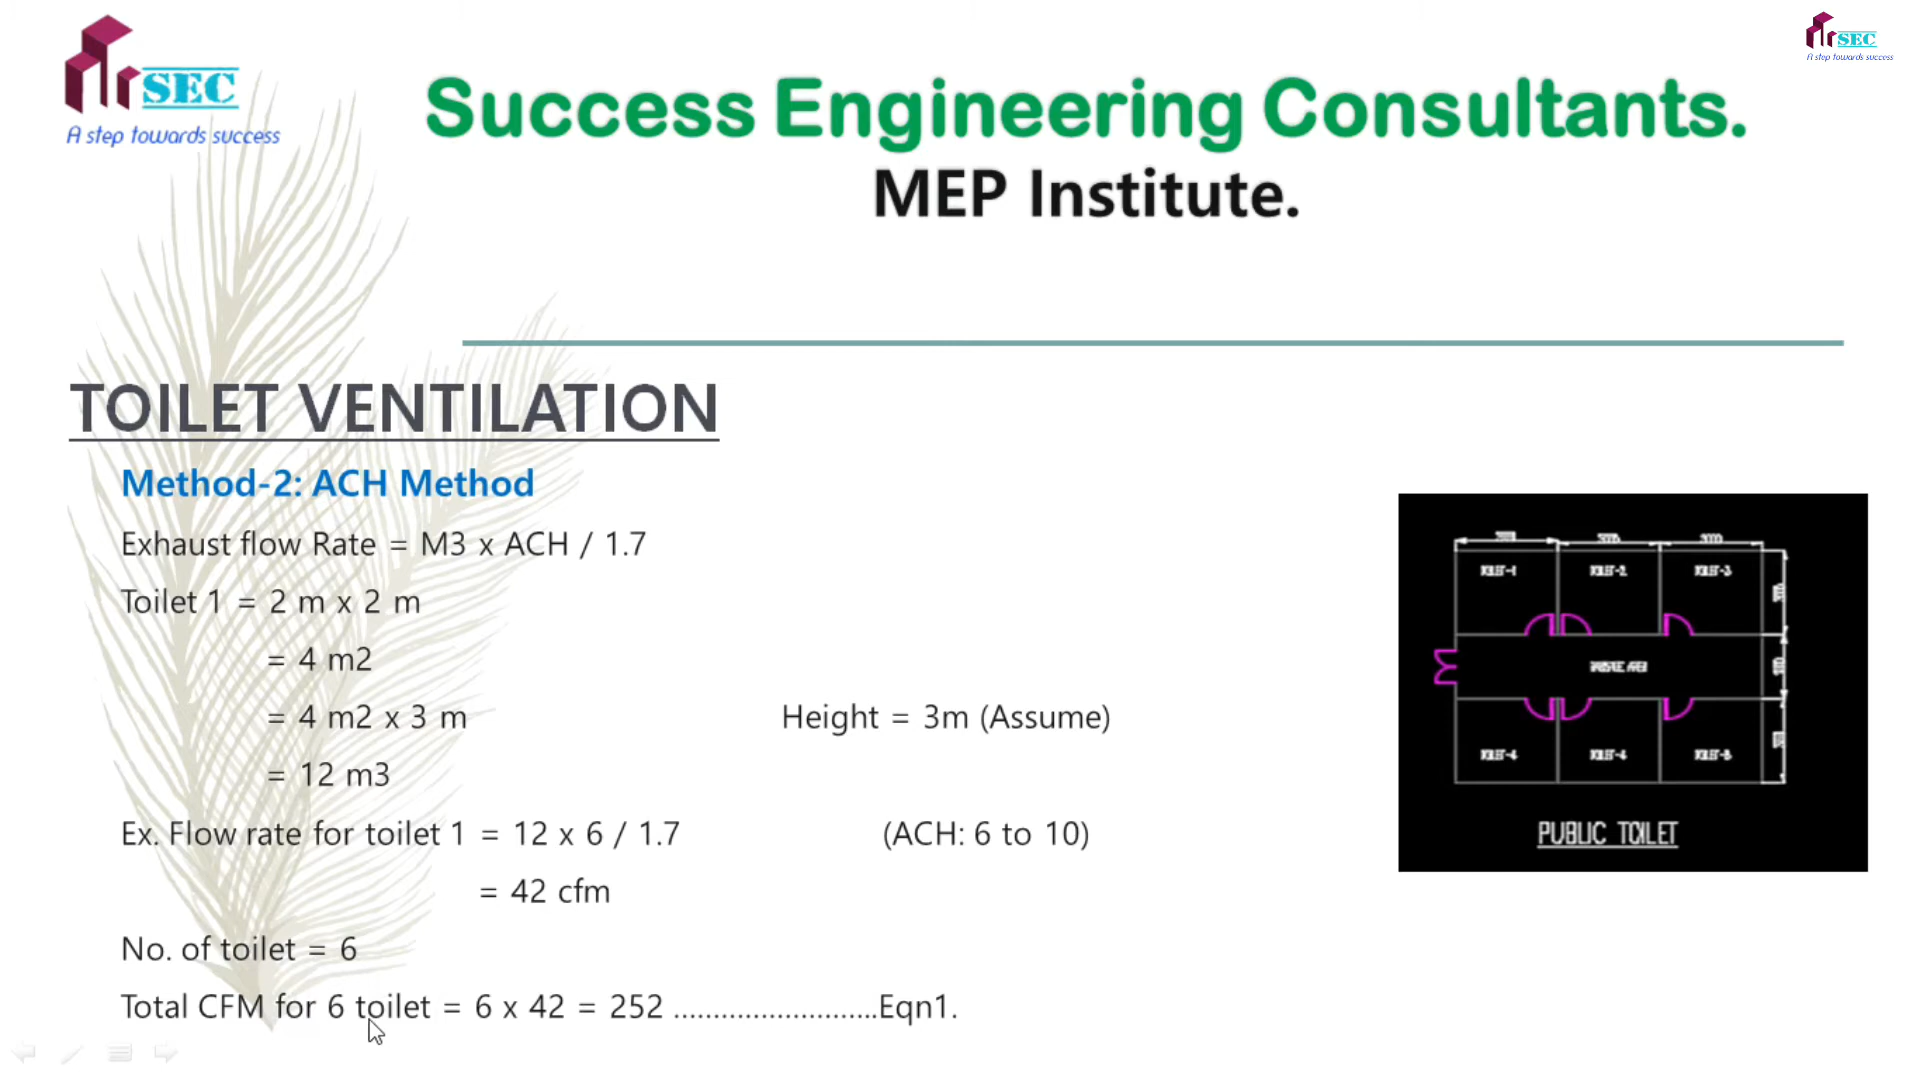 SEC
A step towards success
SEC
A step towards success
Success Engineering Consultants.
MEP Institute.
TOILET VENTILATION
Method-2: ACH Method
Exhaust flow Rate = M3 x ACH / 1.7
Toilet 1 = 2 m x 2 m
= 4 m2
= 4 m2 x 3 m Height = 3m (Assume)
= 12 m3
Ex. Flow rate for toilet 1 = 12 x 6 / 1.7 (ACH: 6 to 10)
= 42 cfm
No. of toilet = 6
Total CFM for 6 toilet = 6 x 42 = 252 ..........................Eqn1.
PUBLIC TOILET